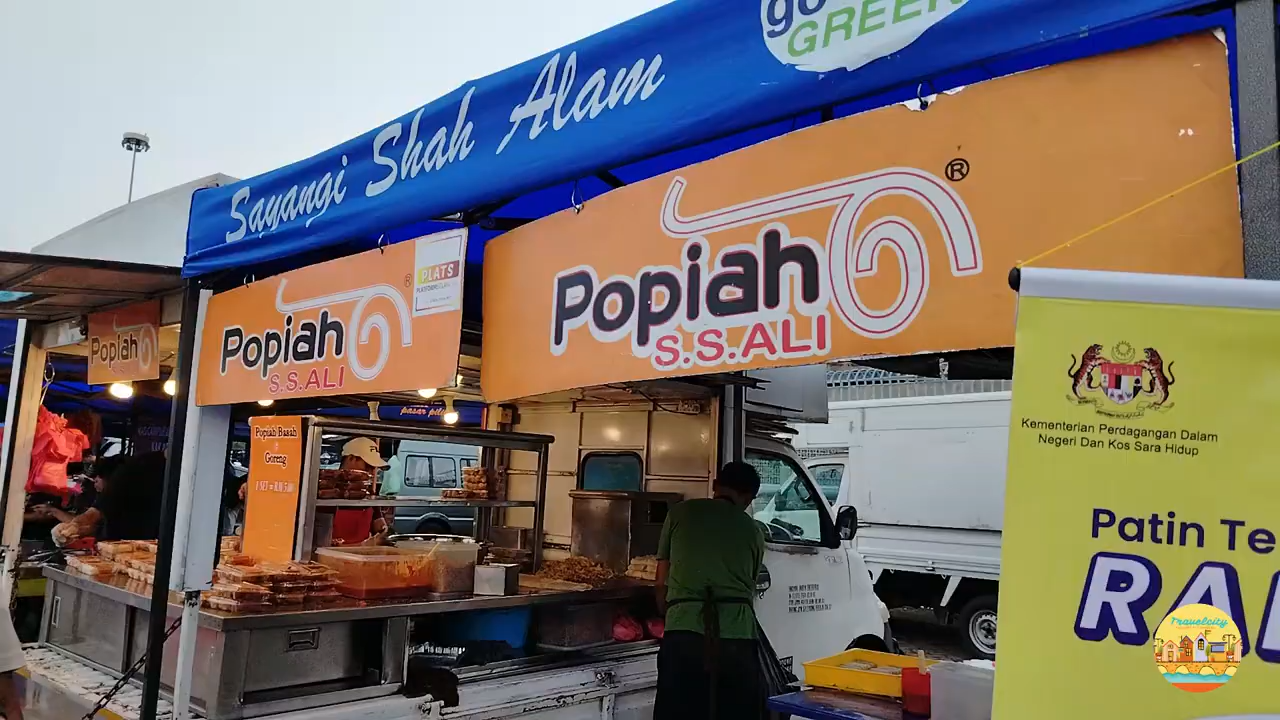 go
GREEN
Sayangi Shah Alam
Popiah
S.S.ALI
®
Popiah
S.S.ALI
®
PLATS
Popiah
Popiah Basah
Goreng
pasar
Kementerian Perdagangan Dalam
Negeri Dan Kos Sara Hidup
Patin Te
RA
Travelcity